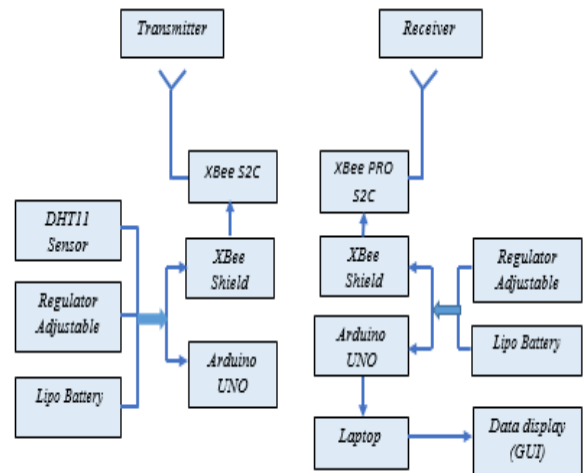 Transmitter
Receiver
XBee S2C
XBee PRO
S2C
DHT11
Sensor
XBee
Shield
XBee
Shield
Regulator
Adjustable
Regulator
Adjustable
Arduino
UNO
Arduino
UNO
Lipo Battery
Lipo Battery
Laptop
Data display
(GUI)